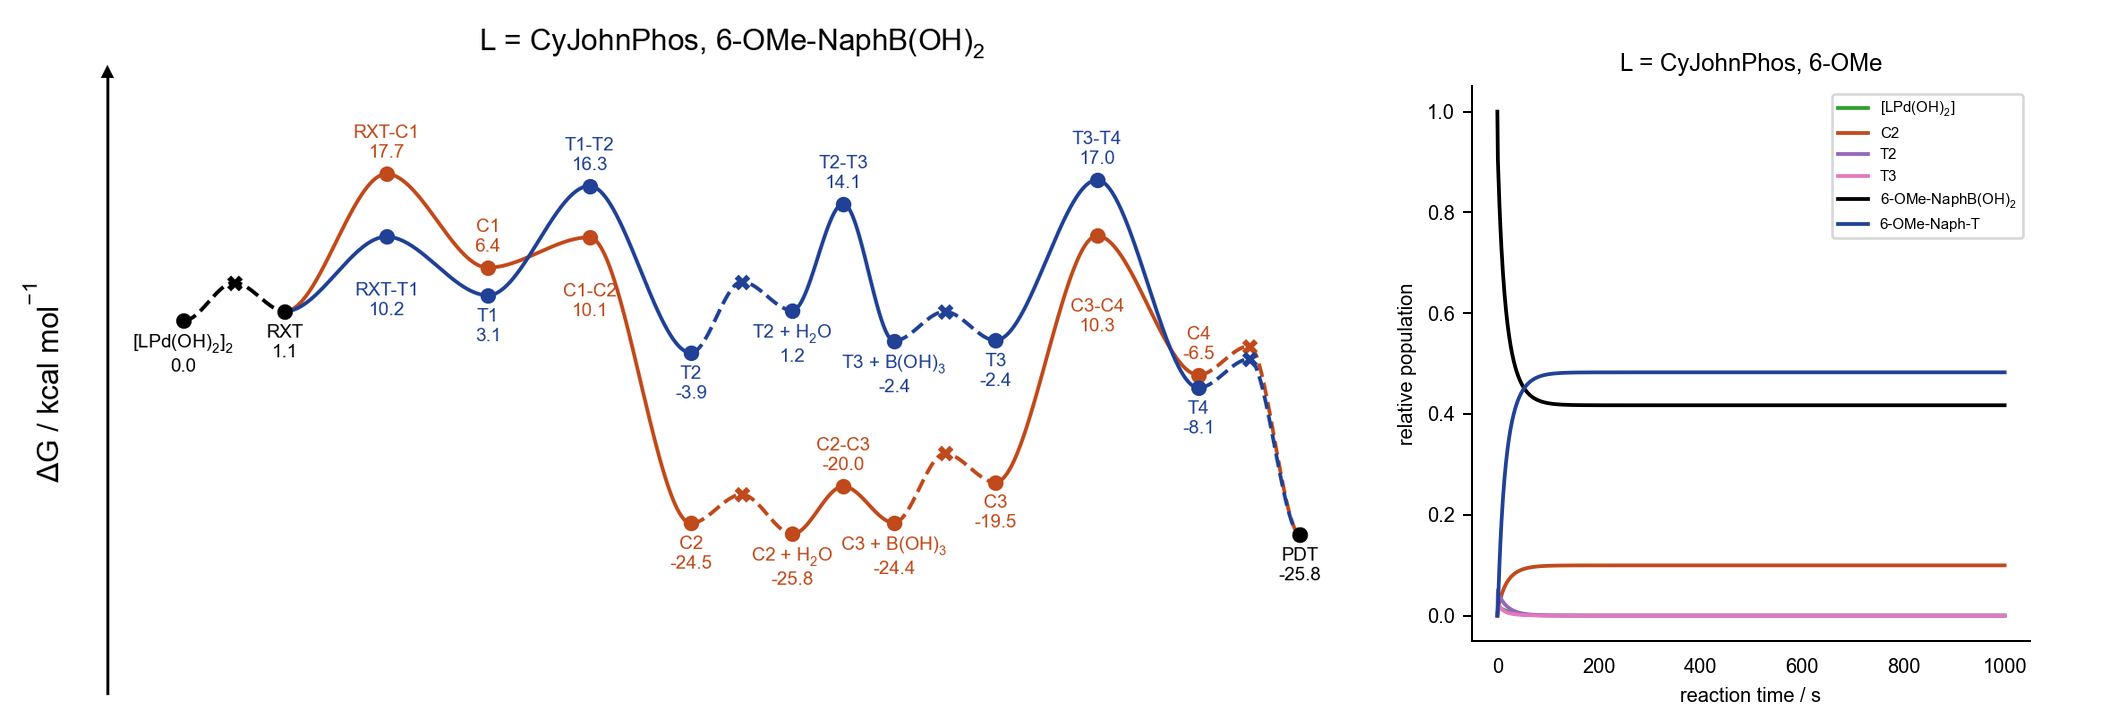 L = CyJohnPhos, 6-OMe-NaphB(OH)₂
ΔG / kcal mol⁻¹
[LPd(OH)₂]₂
0.0
RXT
1.1
RXT-C1
17.7
RXT-T1
10.2
C1
6.4
T1
3.1
T1-T2
16.3
C1-C2
10.1
T2
-3.9
C2
-24.5
T2 + H₂O
1.2
C2 + H₂O
-25.8
T2-T3
14.1
C2-C3
-20.0
T3 + B(OH)₃
-2.4
C3 + B(OH)₃
-24.4
T3
-2.4
C3
-19.5
T3-T4
17.0
C3-C4
10.3
C4
-6.5
T4
-8.1
PDT
-25.8
L = CyJohnPhos, 6-OMe
[LPd(OH)₂]
C2
T2
T3
6-OMe-NaphB(OH)₂
6-OMe-Naph-T
relative population
1.0
0.8
0.6
0.4
0.2
0.0
0 200 400 600 800 1000
reaction time / s